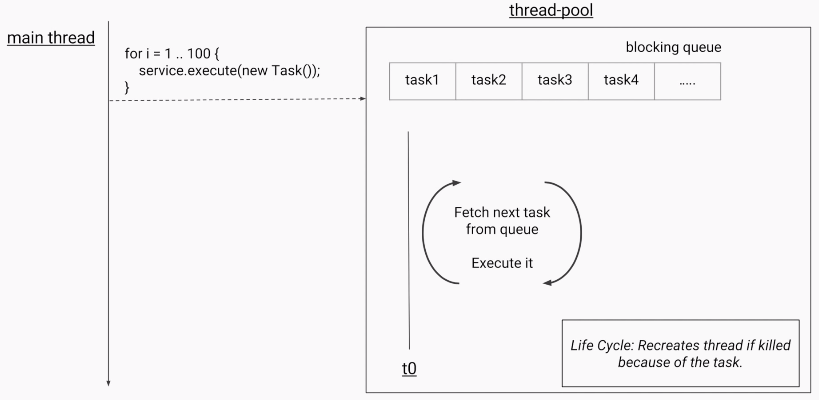 thread-pool
main thread
for i = 1 .. 100 {
service.execute(new Task());
}
blocking queue
task1 task2 task3 task4 .....
Fetch next task
from queue
Execute it
t0
Life Cycle: Recreates thread if killed
because of the task.